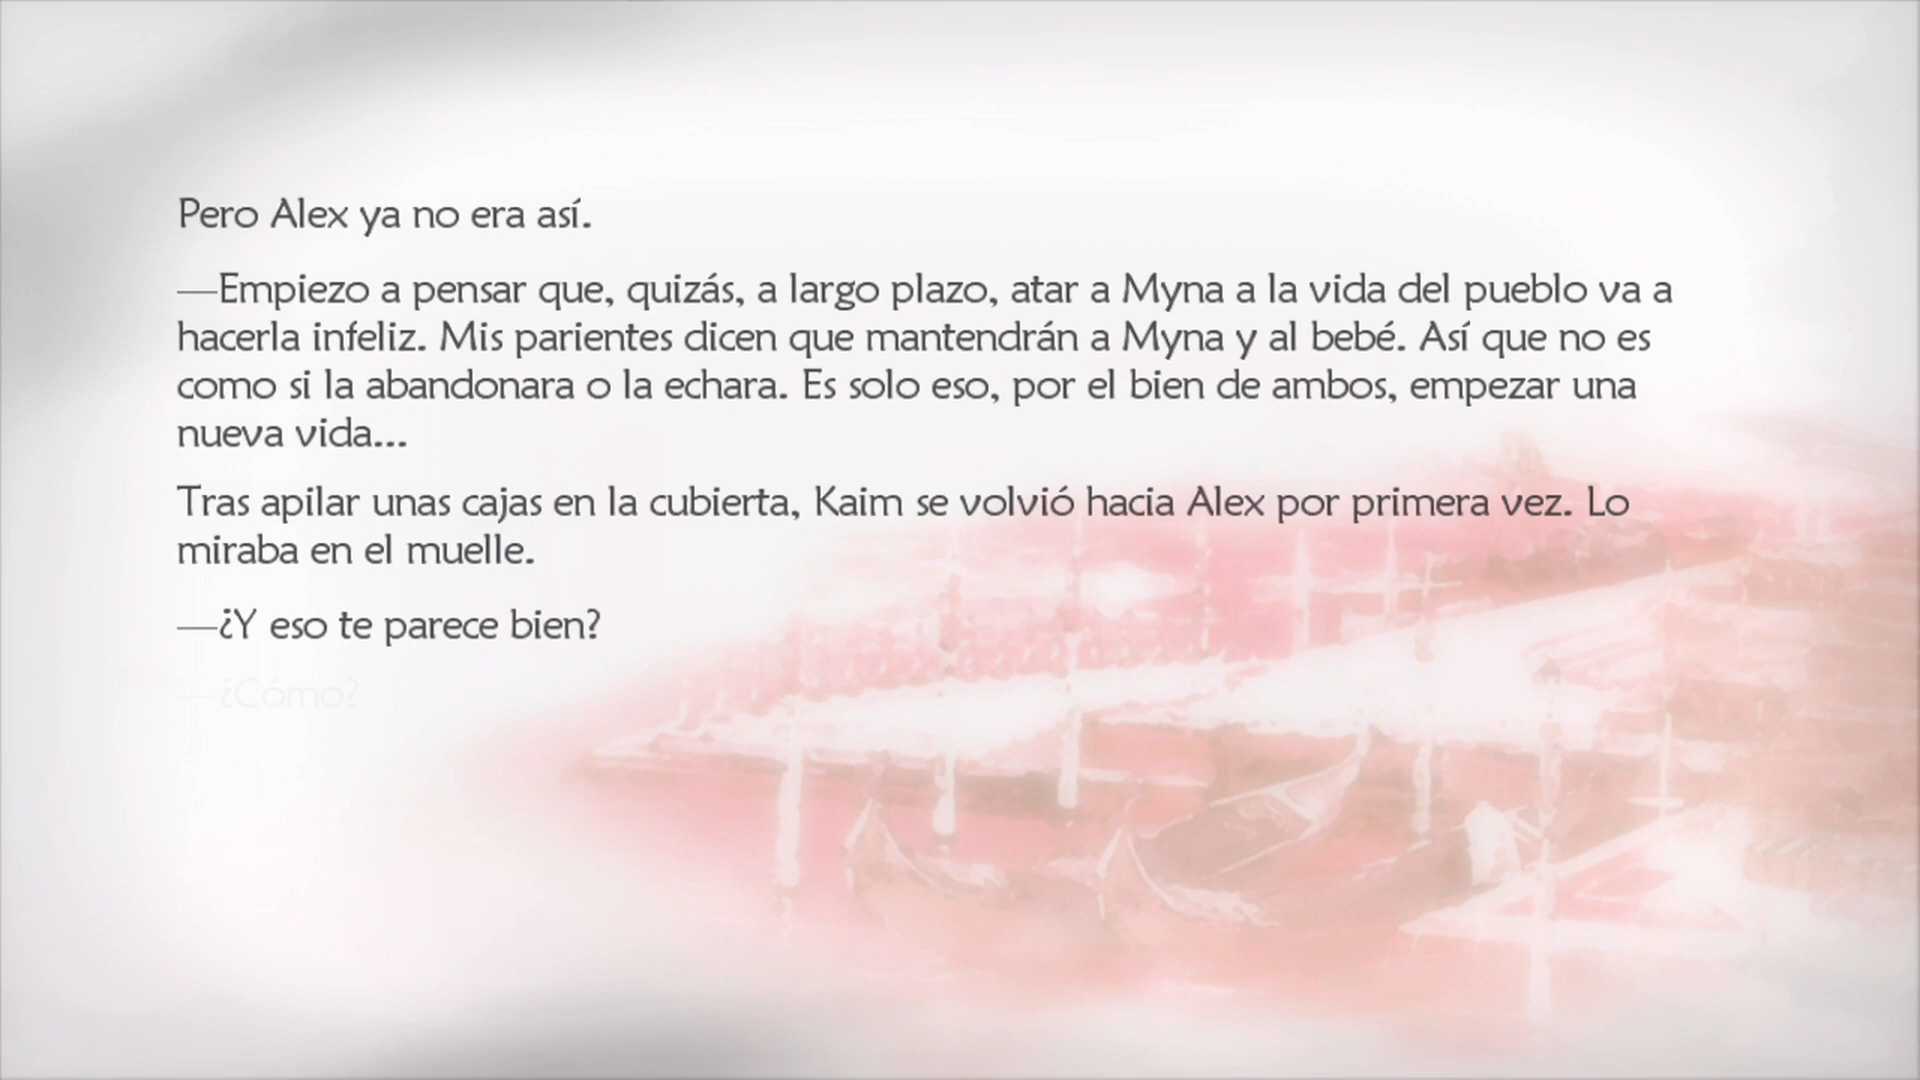 Pero Alex ya no era así.
—Empiezo a pensar que, quizás, a largo plazo, atar a Myna a la vida del pueblo va a
hacerla infeliz. Mis parientes dicen que mantendrán a Myna y al bebé. Así que no es
como si la abandonara o la echara. Es solo eso, por el bien de ambos, empezar una
nueva vida...
Tras apilar unas cajas en la cubierta, Kaim se volvió hacia Alex por primera vez. Lo
miraba en el muelle.
—¿Y eso te parece bien?
—¿Cómo?